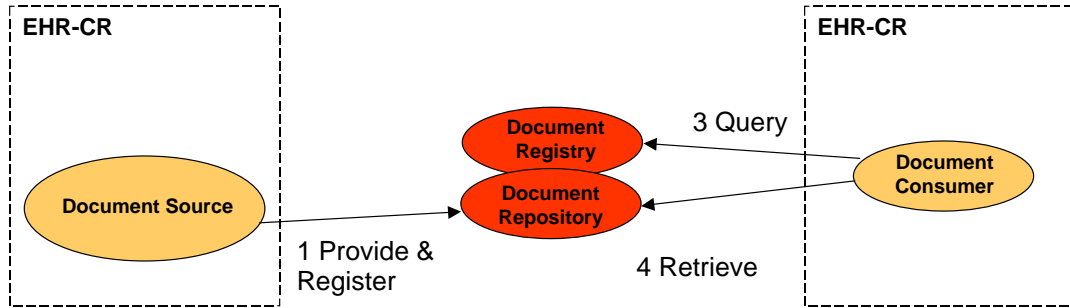 EHR-CR
EHR-CR
Document
Registry
3 Query
Document
Consumer
Document Source
Document
Repository
1 Provide &
Register
4 Retrieve